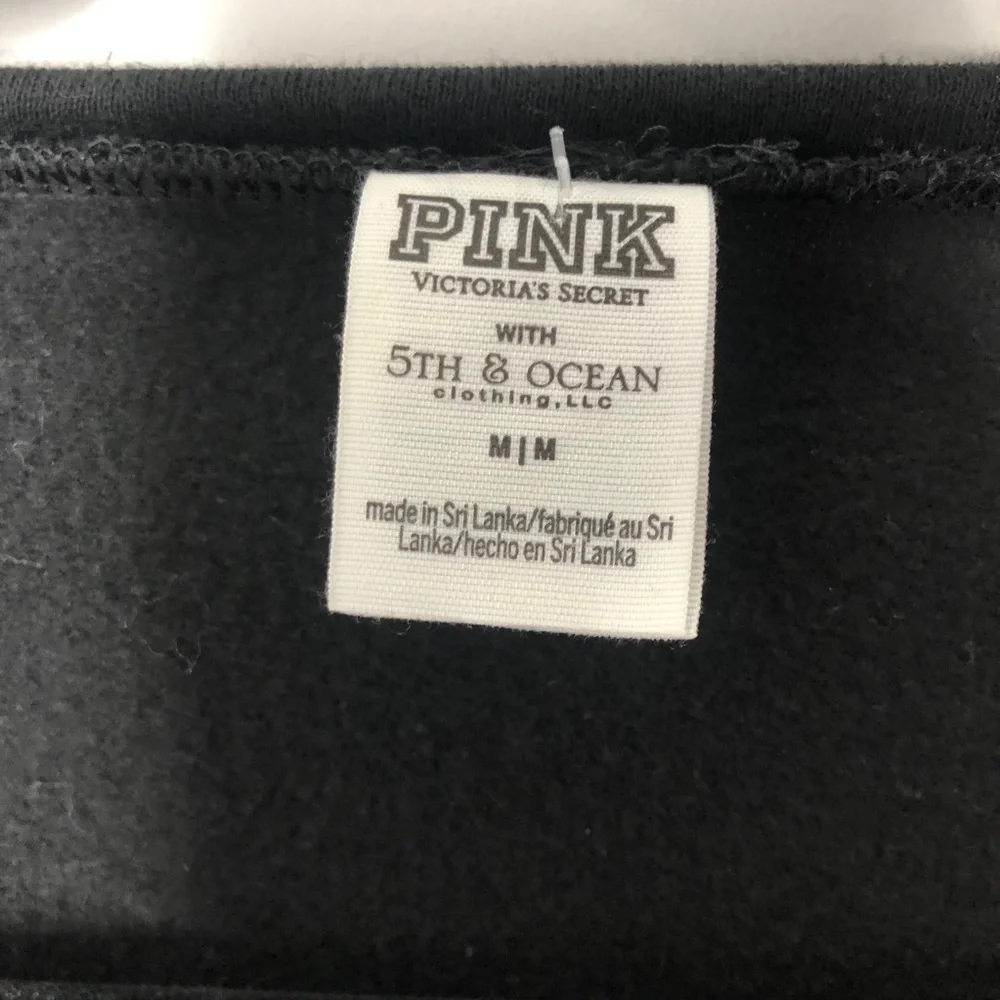 PINK
VICTORIA'S SECRET
WITH
5TH & OCEAN
clothing, LLC
M | M
made in Sri Lanka/fabriqué au Sri
Lanka/hecho en Sri Lanka